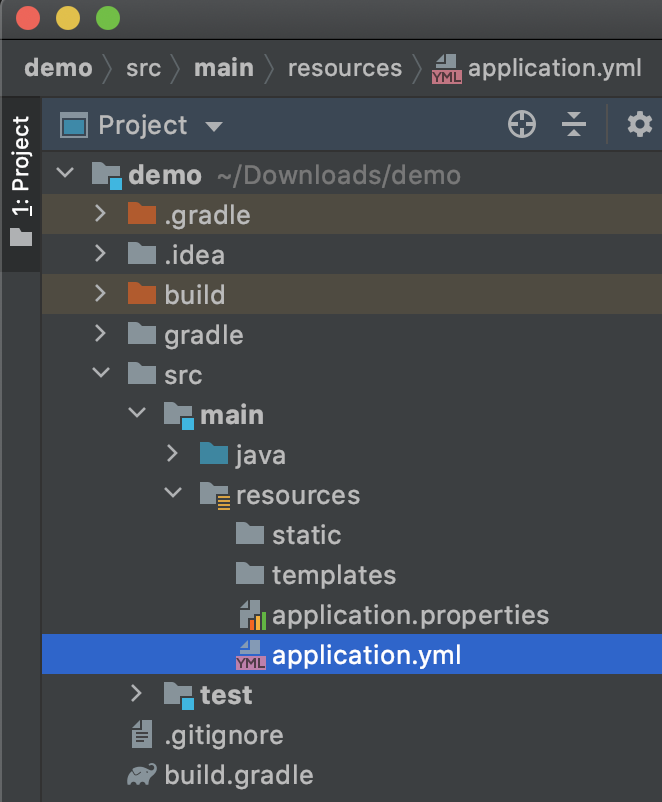 demo src main resources application.yml
1: Project
Project
demo ~/Downloads/demo
.gradle
.idea
build
gradle
src
main
java
resources
static
templates
application.properties
YML application.yml
test
.gitignore
build.gradle